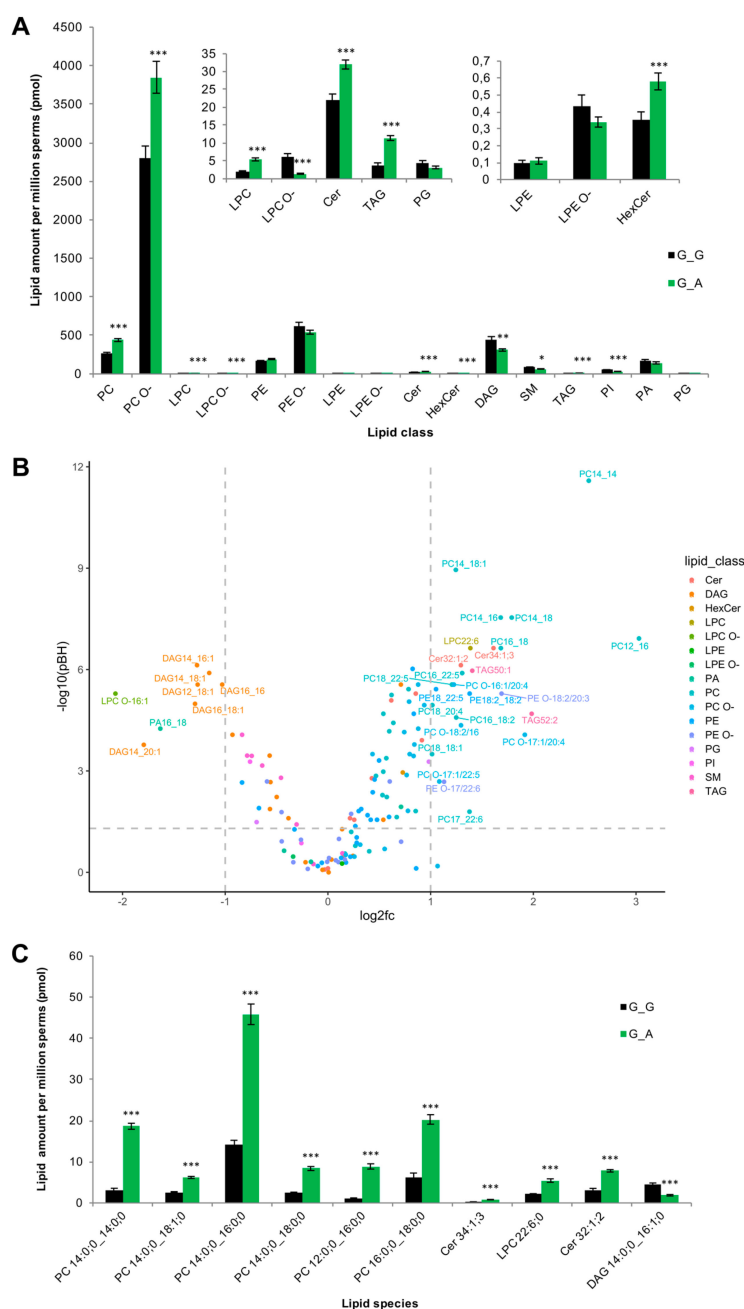 A
Lipid amount per million sperms (pmol)
4500
4000
3500
3000
2500
2000
1500
1000
500
0
***
***
***
***
***
***
**
*
***
***
PC
PC O-
LPC
LPC O-
PE
PE O-
LPE
LPE O-
Cer
HexCer
DAG
SM
TAG
PI
PA
PG
Lipid class
35
30
25
20
15
10
5
0
***
***
***
***
LPC
LPC O-
Cer
TAG
PG
0,7
0,6
0,5
0,4
0,3
0,2
0,1
0
***
LPE
LPE O-
HexCer
G_G
G_A
B
-log10(pBH)
12
9
6
3
0
PC14_14
PC14_18:1
PC14_16
PC14_18
PC12_16
LPC22:6
PC16_18
Cer34:1;3
DAG14_16:1
Cer32:1;2
TAG50:1
DAG14_18:1
PC18_22:5
PC16_22:5
PC O-16:1/20:4
DAG12_18:1
DAG16_16
LPC O-16:1
PE18_22:5
PE18:2_18:2
PE O-18:2/20:3
DAG16_18:1
PC18_20:4
PC16_18:2
TAG52:2
PA16_18
PC O-18:2/16
PC O-17:1/20:4
DAG14_20:1
PC18_18:1
PC O-17:1/22:5
PE O-17/22:6
PC17_22:6
-2
-1
0
1
2
3
log2fc
lipid_class
Cer
DAG
HexCer
LPC
LPC O-
LPE
LPE O-
PA
PC
PC O-
PE
PE O-
PG
PI
SM
TAG
C
Lipid amount per million sperms (pmol)
60
50
40
30
20
10
0
***
***
***
***
***
***
***
***
***
***
G_G
G_A
PC 14:0;0_14:0;0
PC 14:0;0_18:1;0
PC 14:0;0_16:0;0
PC 14:0;0_18:0;0
PC 12:0;0_16:0;0
PC 16:0;0_18:0;0
Cer 34:1;3
LPC 22:6;0
Cer 32:1;2
DAG 14:0;0_16:1;0
Lipid species